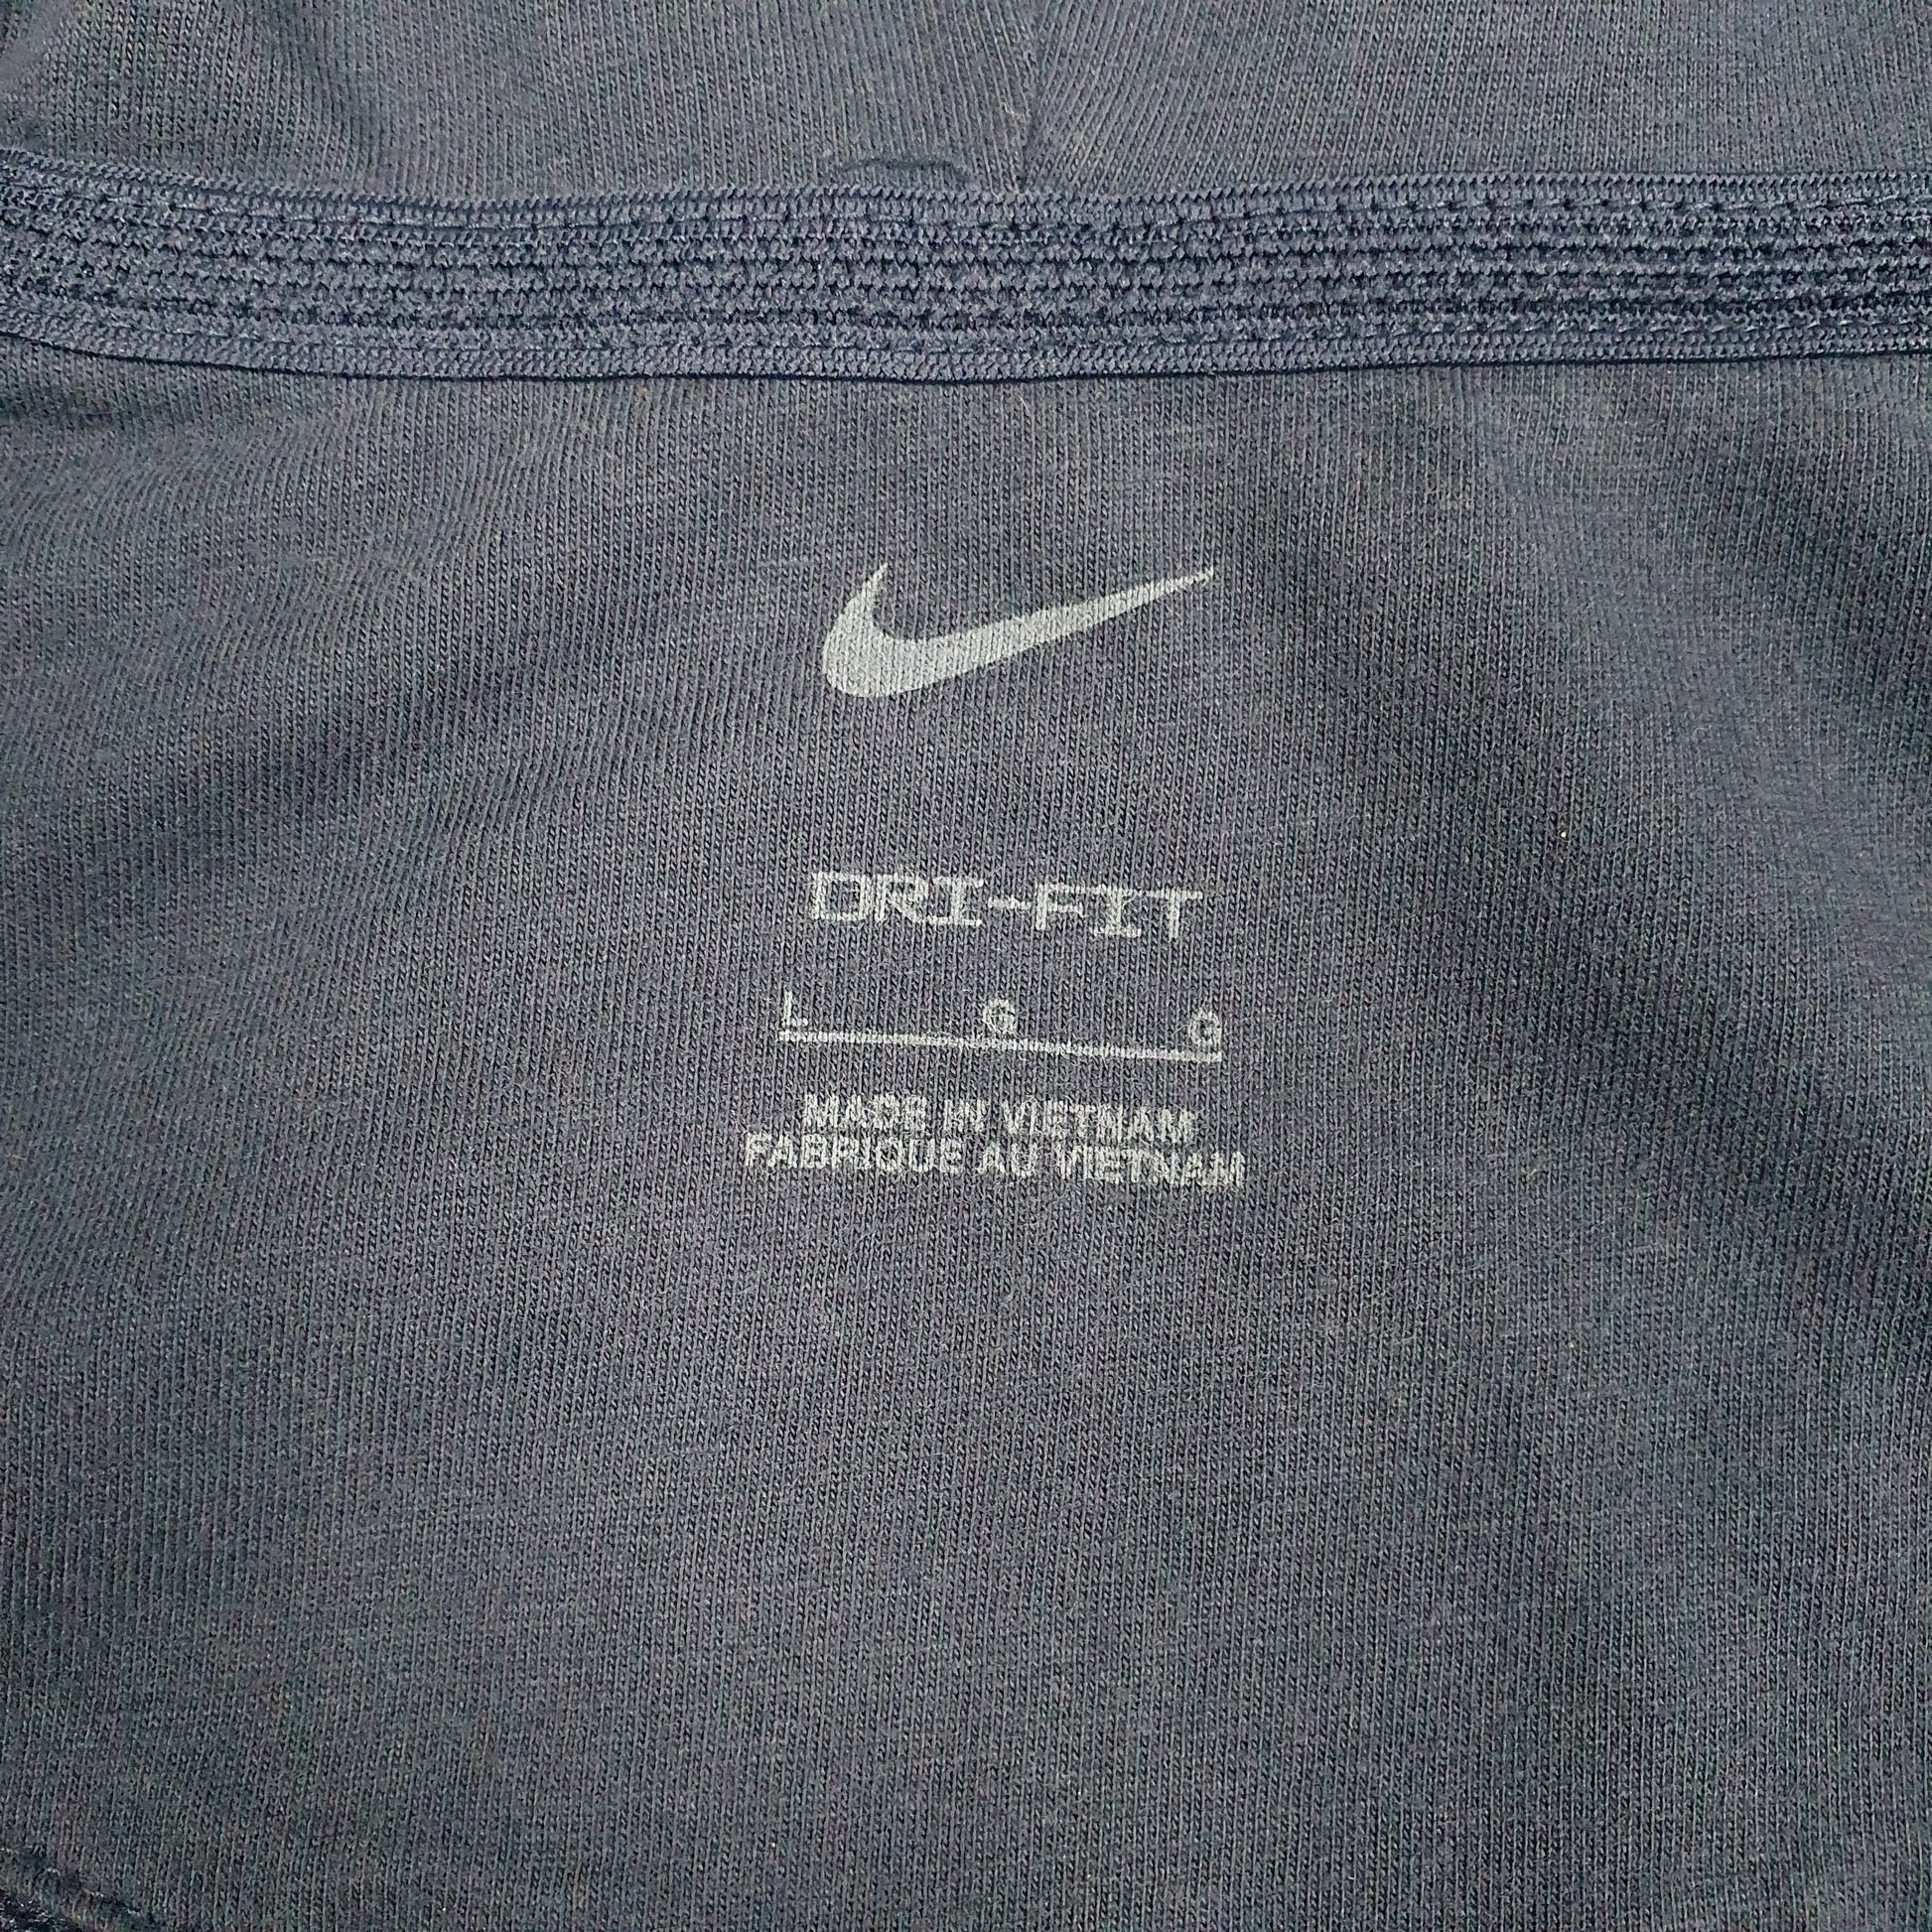 DRI-FIT
L G G
MADE IN VIETNAM
FABRIQUE AU VIETNAM